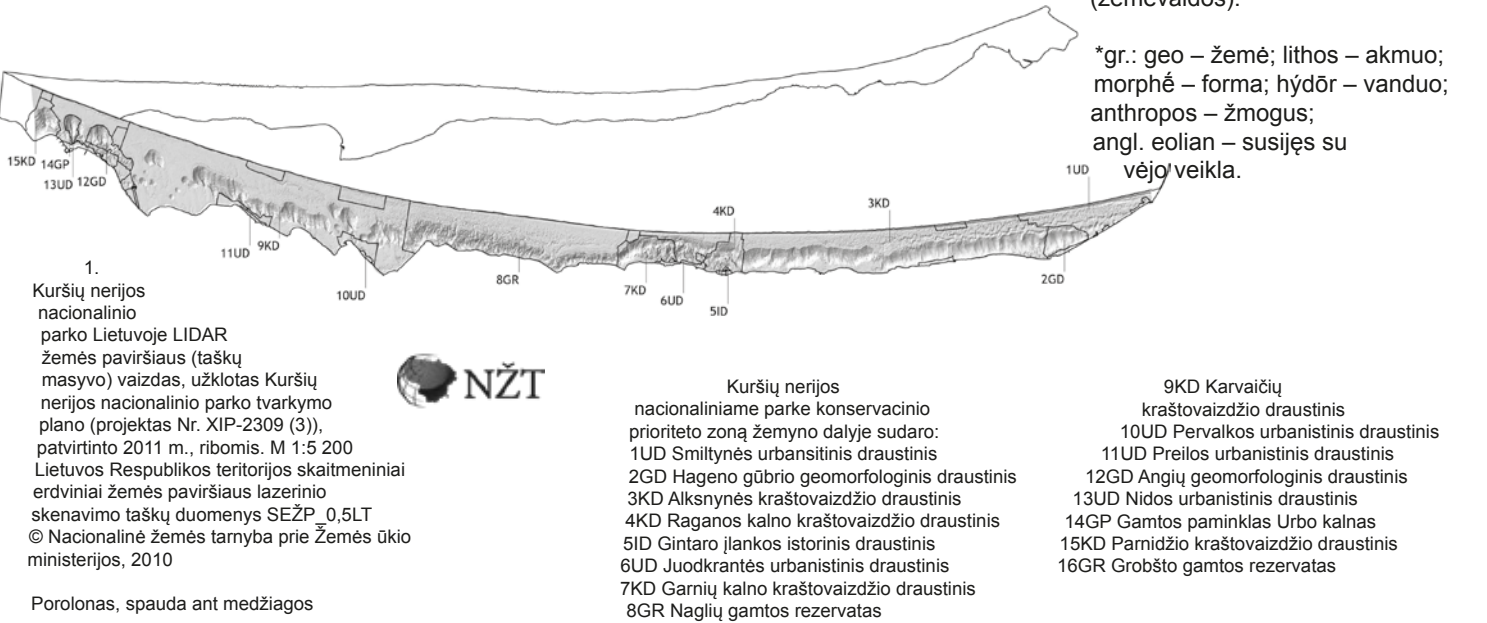 (žemėvaldos).
*gr.: geo – žemė; lithos – akmuo;
morphḗ – forma; hýdōr – vanduo;
anthropos – žmogus;
angl. eolian – susijęs su
vėjo veikla.
15KD
14GP
13UD
12GD
11UD
9KD
10UD
8GR
7KD
6UD
5ID
4KD
3KD
2GD
1UD
1.
Kuršių nerijos
nacionalinio
parko Lietuvoje LIDAR
žemės paviršiaus (taškų
masyvo) vaizdas, užklotas Kuršių
nerijos nacionalinio parko tvarkymo
plano (projektas Nr. XIP-2309 (3)),
patvirtinto 2011 m., ribomis. M 1:5 200
Lietuvos Respublikos teritorijos skaitmeniniai
erdviniai žemės paviršiaus lazerinio
skenavimo taškų duomenys SEŽP_0,5LT
© Nacionalinė žemės tarnyba prie Žemės ūkio
ministerijos, 2010
Porolonas, spauda ant medžiagos
NŽT
Kuršių nerijos
nacionaliniame parke konservacinio
prioriteto zoną žemyno dalyje sudaro:
1UD Smiltynės urbansitinis draustinis
2GD Hageno gūbrio geomorfologinis draustinis
3KD Alksnynės kraštovaizdžio draustinis
4KD Raganos kalno kraštovaizdžio draustinis
5ID Gintaro įlankos istorinis draustinis
6UD Juodkrantės urbanistinis draustinis
7KD Garnių kalno kraštovaizdžio draustinis
8GR Naglių gamtos rezervatas
9KD Karvaičių
kraštovaizdžio draustinis
10UD Pervalkos urbanistinis draustinis
11UD Preilos urbanistinis draustinis
12GD Angių geomorfologinis draustinis
13UD Nidos urbanistinis draustinis
14GP Gamtos paminklas Urbo kalnas
15KD Parnidžio kraštovaizdžio draustinis
16GR Grobšto gamtos rezervatas